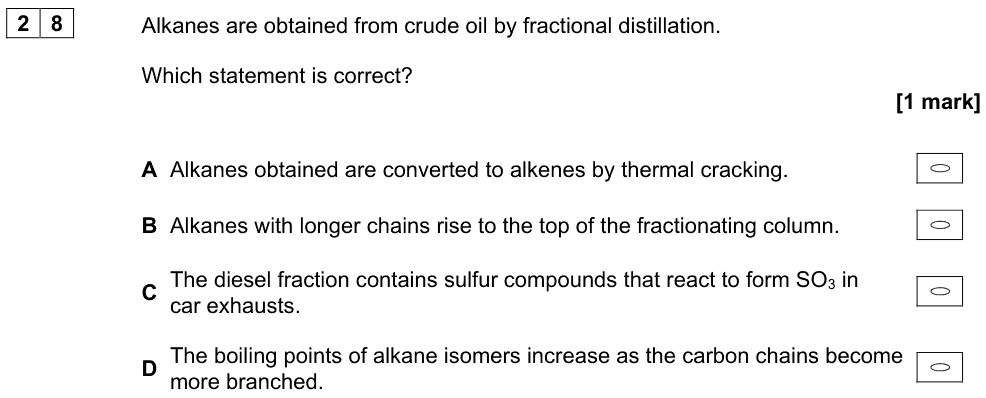 2 8 Alkanes are obtained from crude oil by fractional distillation.
Which statement is correct?
[1 mark]
A Alkanes obtained are converted to alkenes by thermal cracking.
B Alkanes with longer chains rise to the top of the fractionating column.
C The diesel fraction contains sulfur compounds that react to form SO₃ in
car exhausts.
D The boiling points of alkane isomers increase as the carbon chains become
more branched.